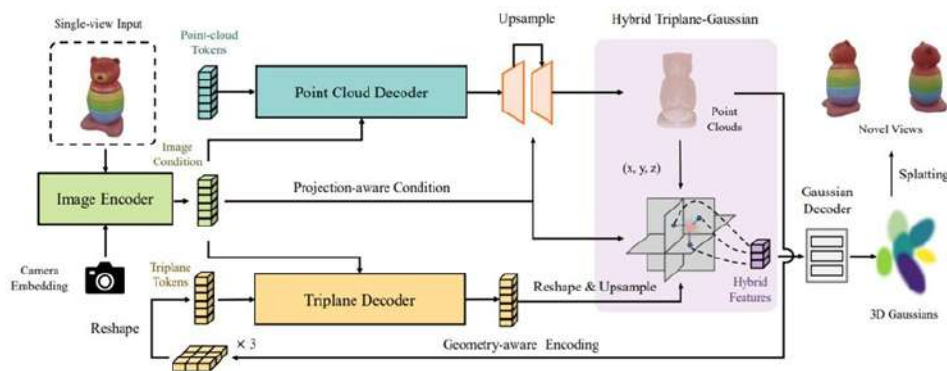 Single-view Input
Point-cloud
Tokens
Upsample
Hybrid Triplane-Gaussian
Point Cloud Decoder
Point
Clouds
Novel Views
Image
Condition
(x, y, z)
Splatting
Image Encoder
Projection-aware Condition
Gaussian
Decoder
Camera
Embedding
Triplane
Tokens
Triplane Decoder
Reshape & Upsample
Hybrid
Features
3D Gaussians
Reshape
× 3
Geometry-aware Encoding